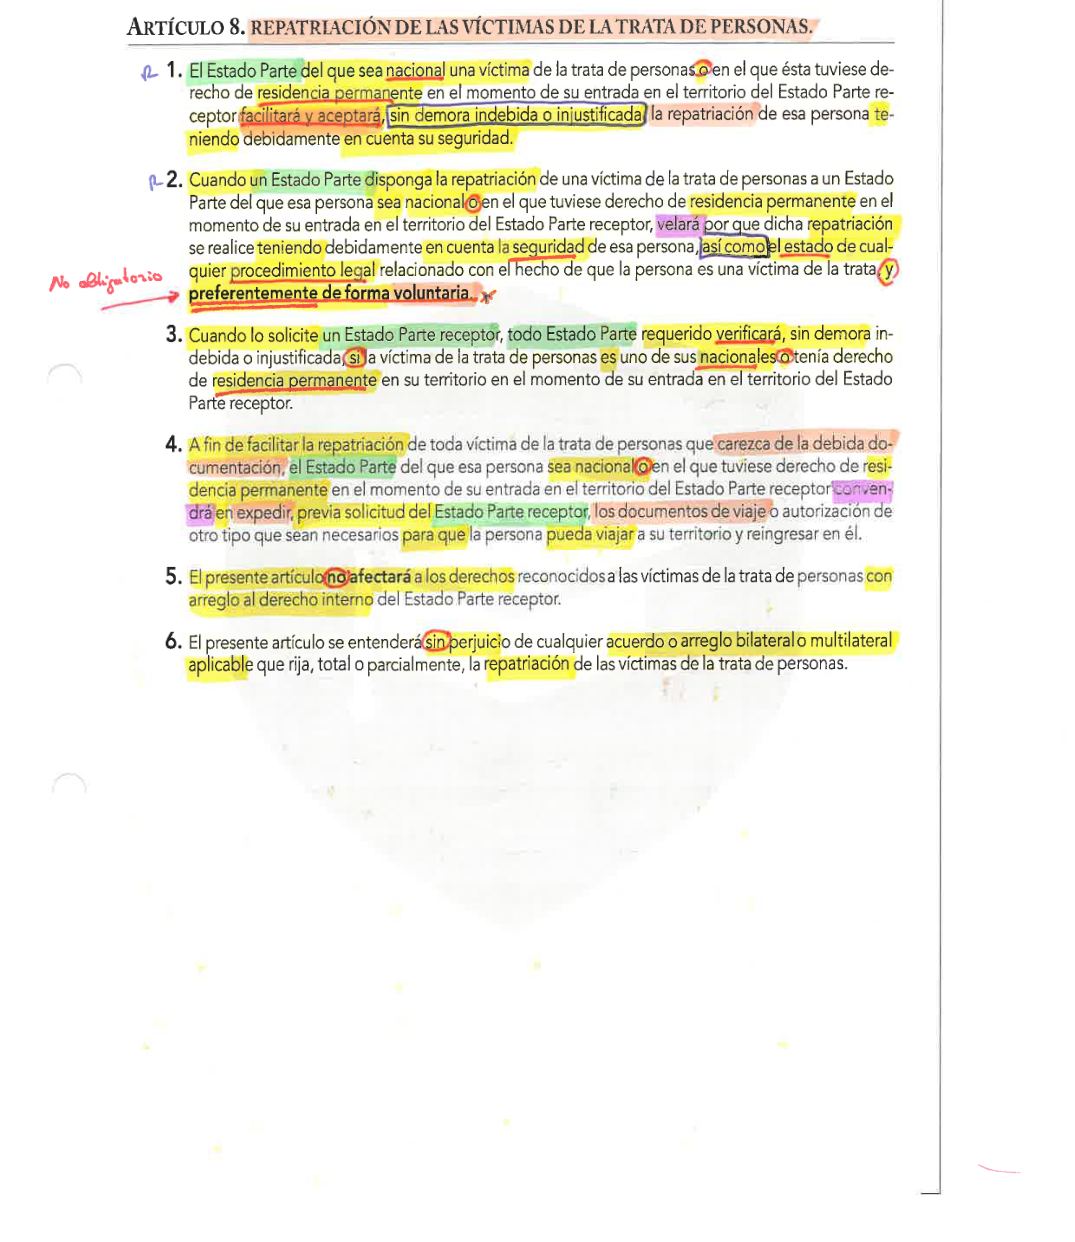 ARTÍCULO 8. REPATRIACIÓN DE LAS VÍCTIMAS DE LA TRATA DE PERSONAS.
1. El Estado Parte del que sea nacional una víctima de la trata de personas o en el que ésta tuviese de-
recho de residencia permanente en el momento de su entrada en el territorio del Estado Parte re-
ceptor facilitará y aceptará, sin demora indebida o injustificada, la repatriación de esa persona te-
niendo debidamente en cuenta su seguridad.
2. Cuando un Estado Parte disponga la repatriación de una víctima de la trata de personas a un Estado
Parte del que esa persona sea nacional o en el que tuviese derecho de residencia permanente en el
momento de su entrada en el territorio del Estado Parte receptor, velará por que dicha repatriación
se realice teniendo debidamente en cuenta la seguridad de esa persona, así como el estado de cual-
quier procedimiento legal relacionado con el hecho de que la persona es una víctima de la trata, y
No obligatorio
preferentemente de forma voluntaria.
3. Cuando lo solicite un Estado Parte receptor, todo Estado Parte requerido verificará, sin demora in-
debida o injustificada, si la víctima de la trata de personas es uno de sus nacionales o tenía derecho
de residencia permanente en su territorio en el momento de su entrada en el territorio del Estado
Parte receptor.
4. A fin de facilitar la repatriación de toda víctima de la trata de personas que carezca de la debida do-
cumentación, el Estado Parte del que esa persona sea nacional o en el que tuviese derecho de resi-
dencia permanente en el momento de su entrada en el territorio del Estado Parte receptor conven-
drá en expedir, previa solicitud del Estado Parte receptor, los documentos de viaje o autorización de
otro tipo que sean necesarios para que la persona pueda viajar a su territorio y reingresar en él.
5. El presente artículo no afectará a los derechos reconocidos a las víctimas de la trata de personas con
arreglo al derecho interno del Estado Parte receptor.
6. El presente artículo se entenderá sin perjuicio de cualquier acuerdo o arreglo bilateral o multilateral
aplicable que rija, total o parcialmente, la repatriación de las víctimas de la trata de personas.